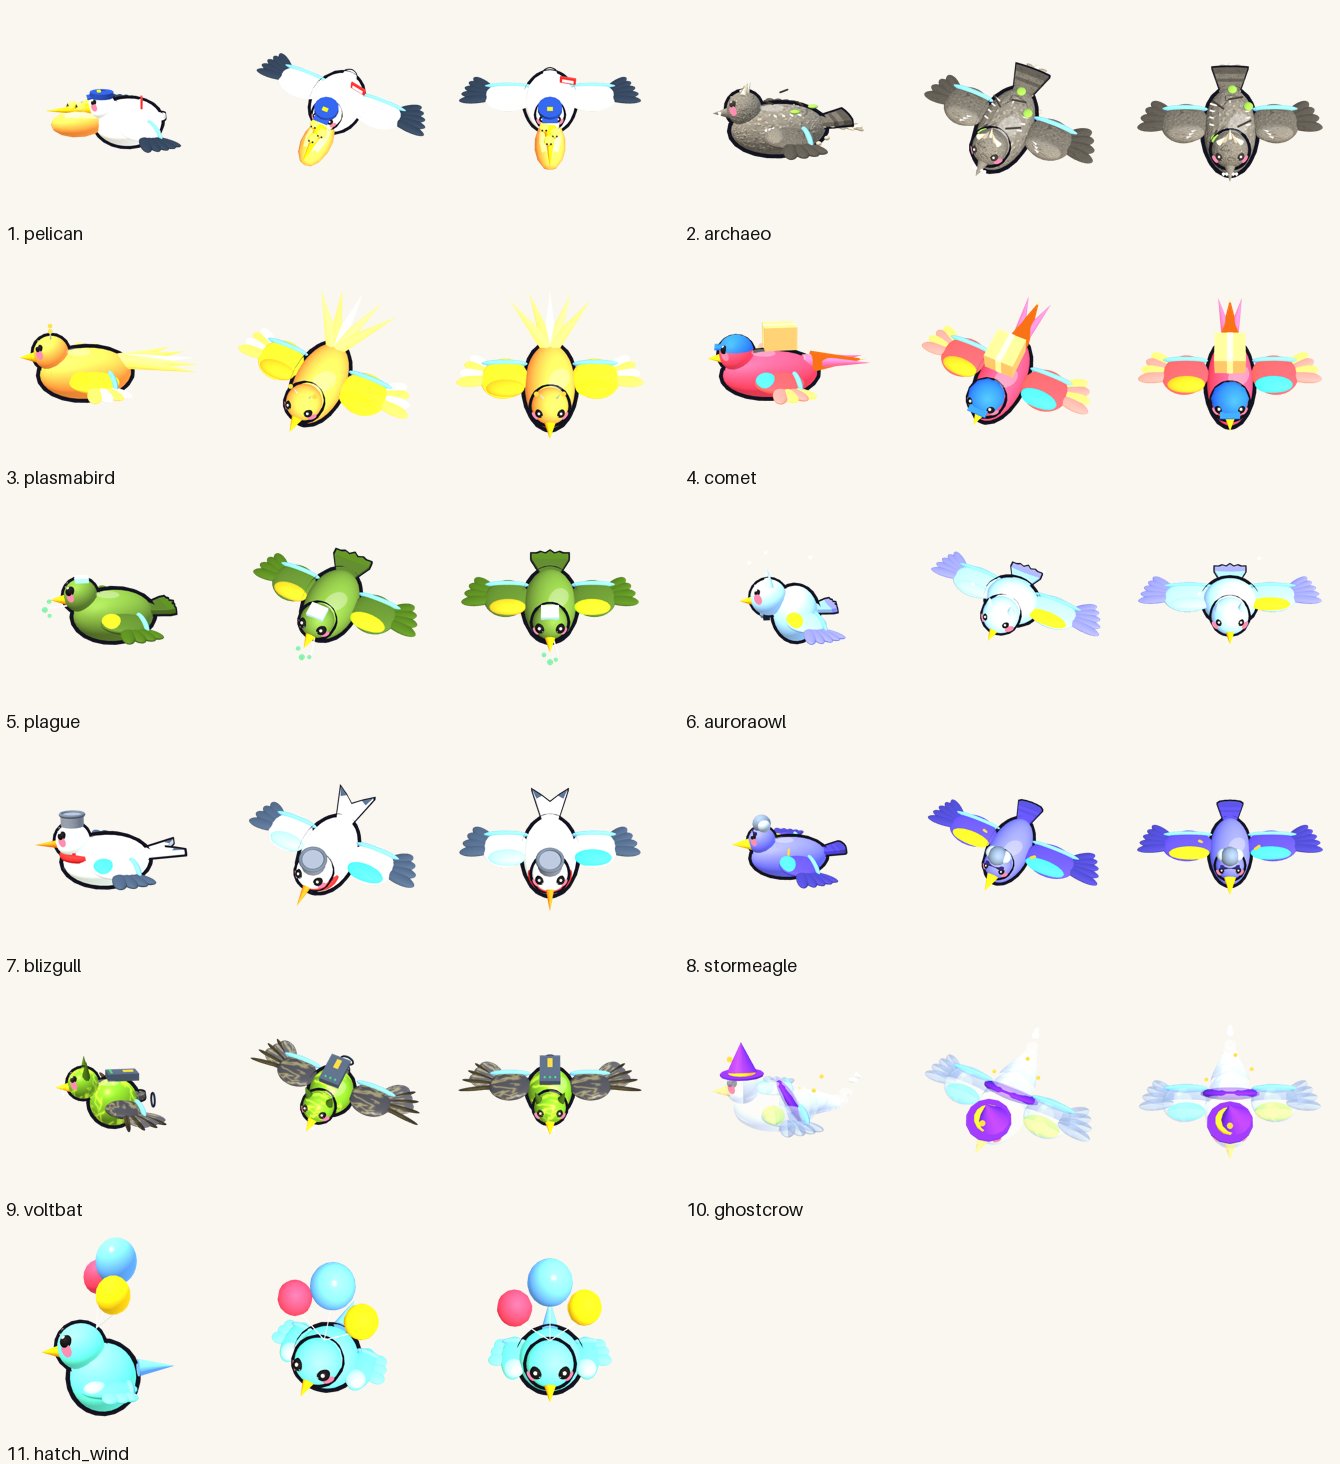 1. pelican
2. archaeo
3. plasmabird
4. comet
5. plague
6. auroraowl
7. blizgull
8. stormeagle
9. voltbat
10. ghostcrow
11. hatch_wind